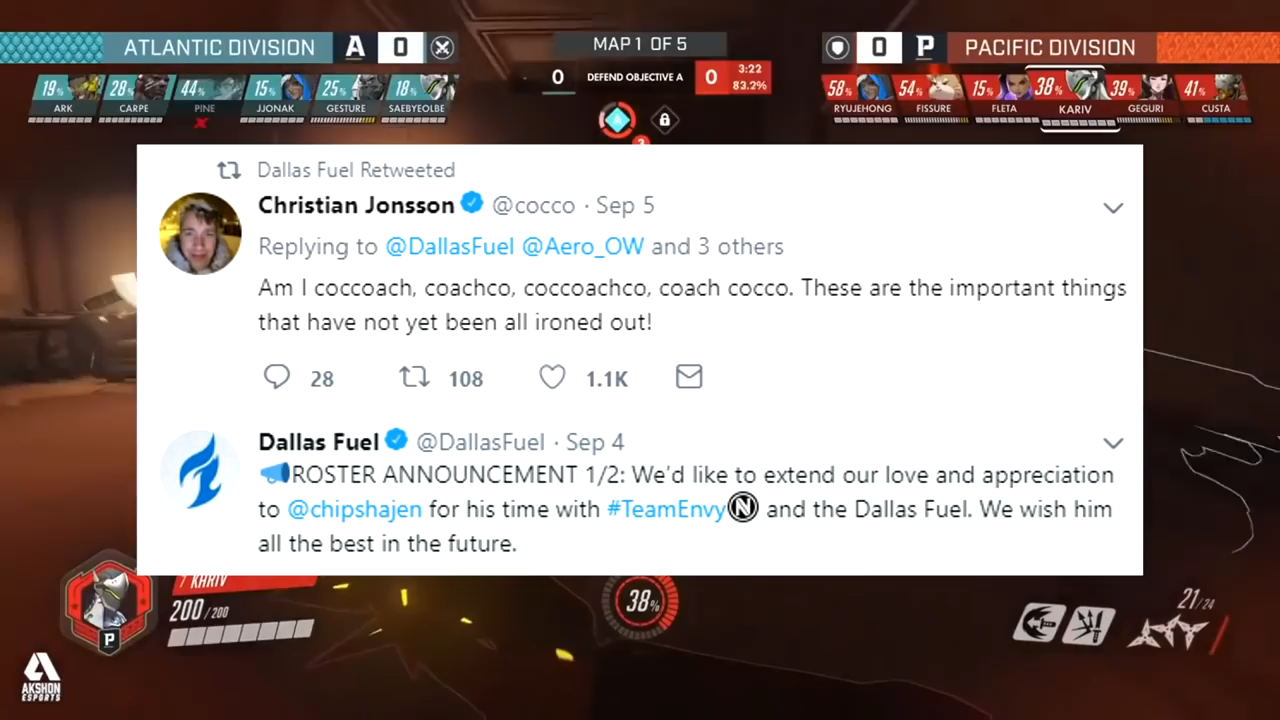 ATLANTIC DIVISION A 0
MAP 1 OF 5
0 P PACIFIC DIVISION
0 DEFEND OBJECTIVE A 0 3:22 83.2%
19% 28% 44% 15% 25% 18%
ARK CARPE PINE JJONAK GESTURE SAEBYEOLBE
58% 54% 15% 38% 39% 41%
RYUJEHONG FISSURE FLETA KARIV GEGURI CUSTA
A
3
Dallas Fuel Retweeted
Christian Jonsson @cocco · Sep 5
Replying to @DallasFuel @Aero_OW and 3 others
Am I coccoach, coachco, coccoachco, coach cocco. These are the important things
that have not yet been all ironed out!
28 108 1.1K
Dallas Fuel @DallasFuel · Sep 4
📣ROSTER ANNOUNCEMENT 1/2: We'd like to extend our love and appreciation
to @chipshajen for his time with #TeamEnvy and the Dallas Fuel. We wish him
all the best in the future.
7 KARIV
200/200
P
38%
21/24
AKSHON
ESPORTS